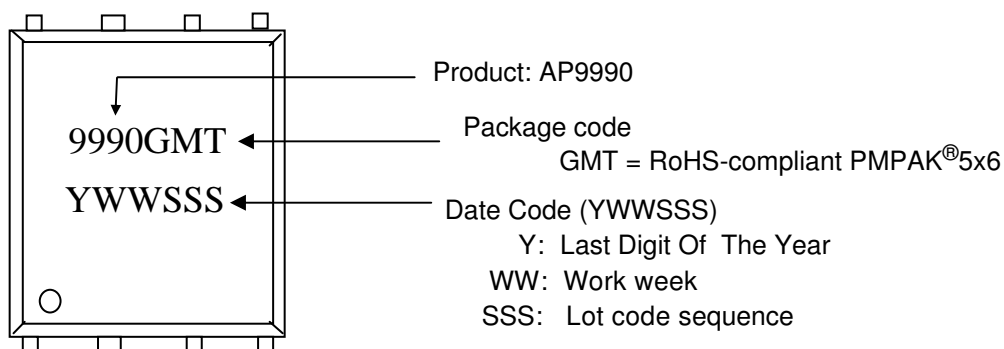 Product: AP9990
9990GMT
Package code
GMT = RoHS-compliant PMPAK®5x6
YWWSSS
Date Code (YWWSSS)
Y: Last Digit Of The Year
WW: Work week
SSS: Lot code sequence